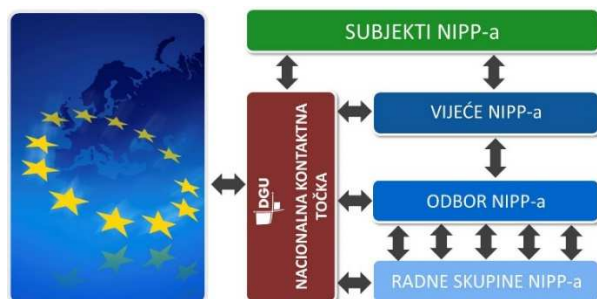 SUBJEKTI NIPP-a
DGU
NACIONALNA KONTAKTNA
TOČKA
VIJEĆE NIPP-a
ODBOR NIPP-a
RADNE SKUPINE NIPP-a